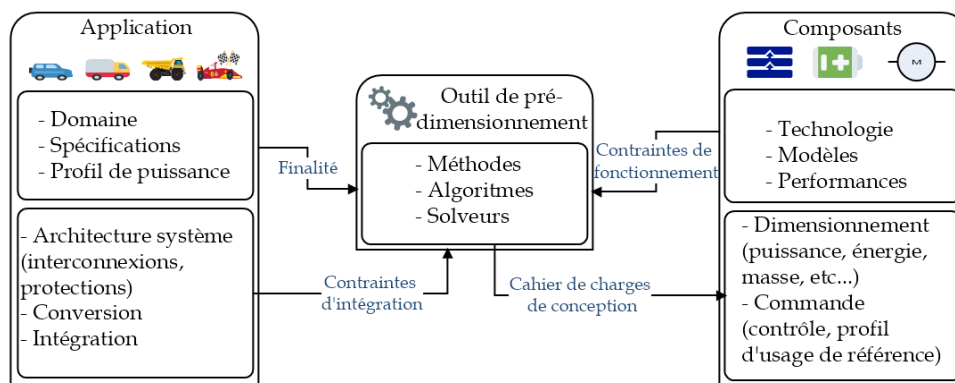 Application
- Domaine
- Spécifications
- Profil de puissance
- Architecture système
(interconnexions,
protections)
- Conversion
- Intégration
Finalité
Contraintes
d'intégration
Outil de pré-
dimensionnement
- Méthodes
- Algoritmes
- Solveurs
Contraintes de
fonctionnement
Cahier de charges
de conception
Composants
M
- Technologie
- Modèles
- Performances
- Dimensionnement
(puissance, énergie,
masse, etc...)
- Commande
(contrôle, profil
d'usage de référence)